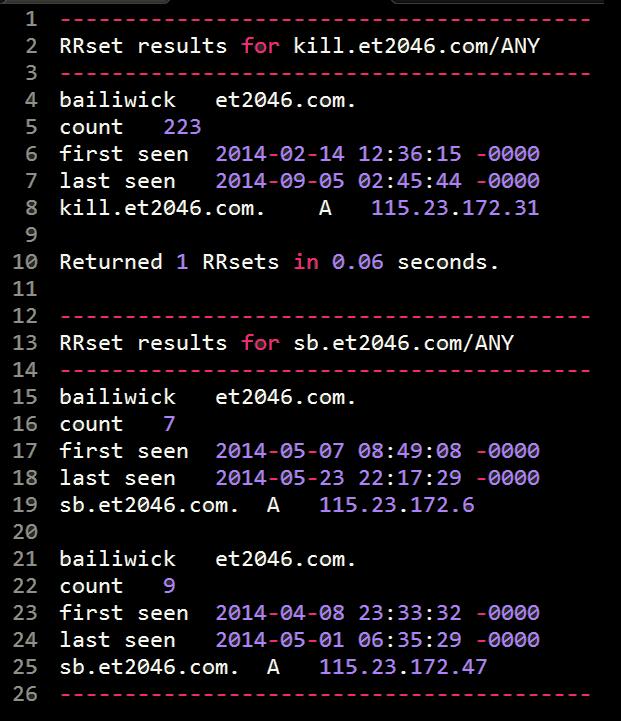 1 -----------------------------------------
2 RRset results for kill.et2046.com/ANY
3 -----------------------------------------
4 bailiwick   et2046.com.
5 count   223
6 first seen  2014-02-14 12:36:15 -0000
7 last seen   2014-09-05 02:45:44 -0000
8 kill.et2046.com.    A   115.23.172.31
9
10 Returned 1 RRsets in 0.06 seconds.
11
12 -----------------------------------------
13 RRset results for sb.et2046.com/ANY
14 -----------------------------------------
15 bailiwick   et2046.com.
16 count   7
17 first seen  2014-05-07 08:49:08 -0000
18 last seen   2014-05-23 22:17:29 -0000
19 sb.et2046.com.  A   115.23.172.6
20
21 bailiwick   et2046.com.
22 count   9
23 first seen  2014-04-08 23:33:32 -0000
24 last seen   2014-05-01 06:35:29 -0000
25 sb.et2046.com.  A   115.23.172.47
26 -----------------------------------------